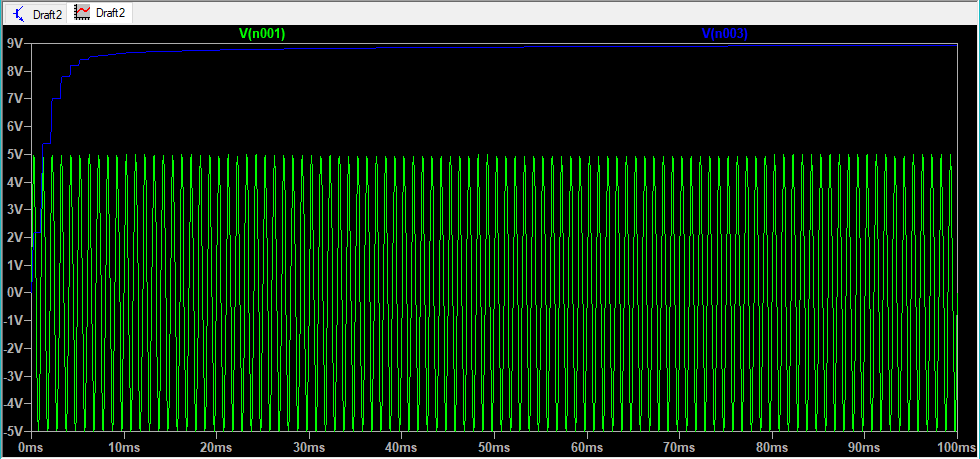 Draft2 Draft2
V(n001) V(n003)
9V
8V
7V
6V
5V
4V
3V
2V
1V
0V
-1V
-2V
-3V
-4V
-5V
0ms 10ms 20ms 30ms 40ms 50ms 60ms 70ms 80ms 90ms 100ms